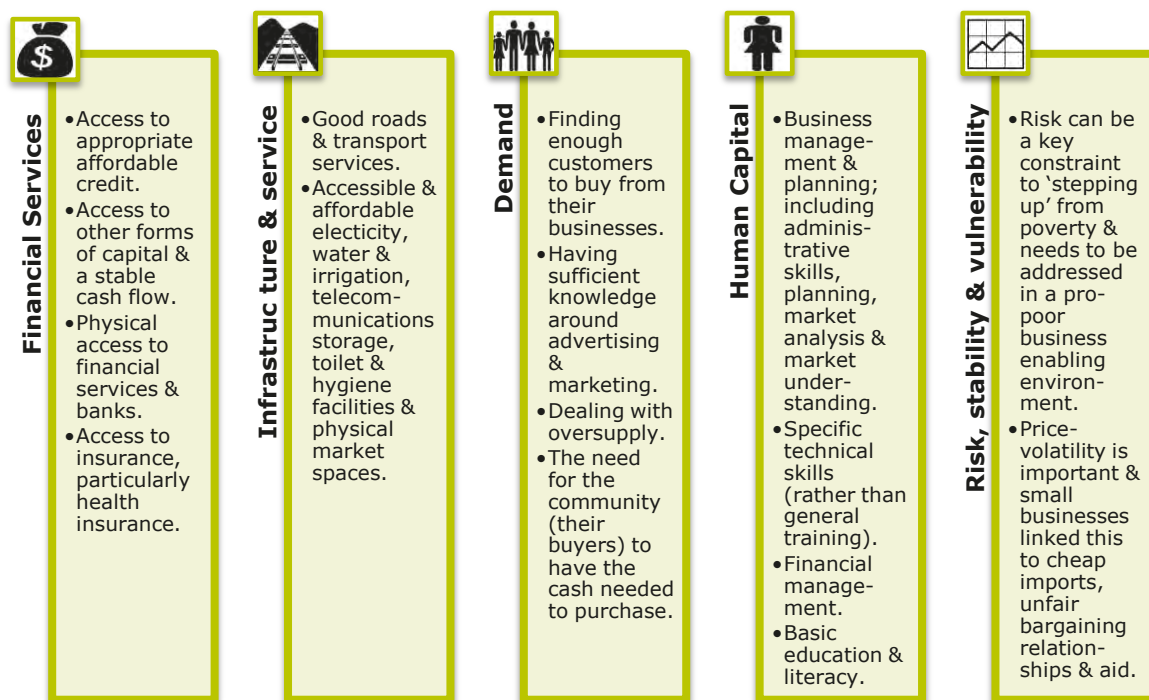 $
Financial Services
•Access to
appropriate
affordable
credit.
•Access to
other forms
of capital &
a stable
cash flow.
•Physical
access to
financial
services &
banks.
•Access to
insurance,
particularly
health
insurance.
Infrastruc ture & service
•Good roads
& transport
services.
•Accessible &
affordable
electicity,
water &
irrigation,
telecom-
munications
storage,
toilet &
hygiene
facilities &
physical
market
spaces.
Demand
•Finding
enough
customers
to buy from
their
businesses.
•Having
sufficient
knowledge
around
advertising
&
marketing.
•Dealing with
oversupply.
•The need
for the
community
(their
buyers) to
have the
cash needed
to purchase.
Human Capital
•Business
manage-
ment &
planning;
including
adminis-
trative
skills,
planning,
market
analysis &
market
under-
standing.
•Specific
technical
skills
(rather than
general
training).
•Financial
manage-
ment.
•Basic
education &
literacy.
Risk, stability & vulnerability
•Risk can be
a key
constraint
to ‘stepping
up’ from
poverty &
needs to be
addressed
in a pro-
poor
business
enabling
environ-
ment.
•Price-
volatility is
important &
small
businesses
linked this
to cheap
imports,
unfair
bargaining
relation-
ships & aid.